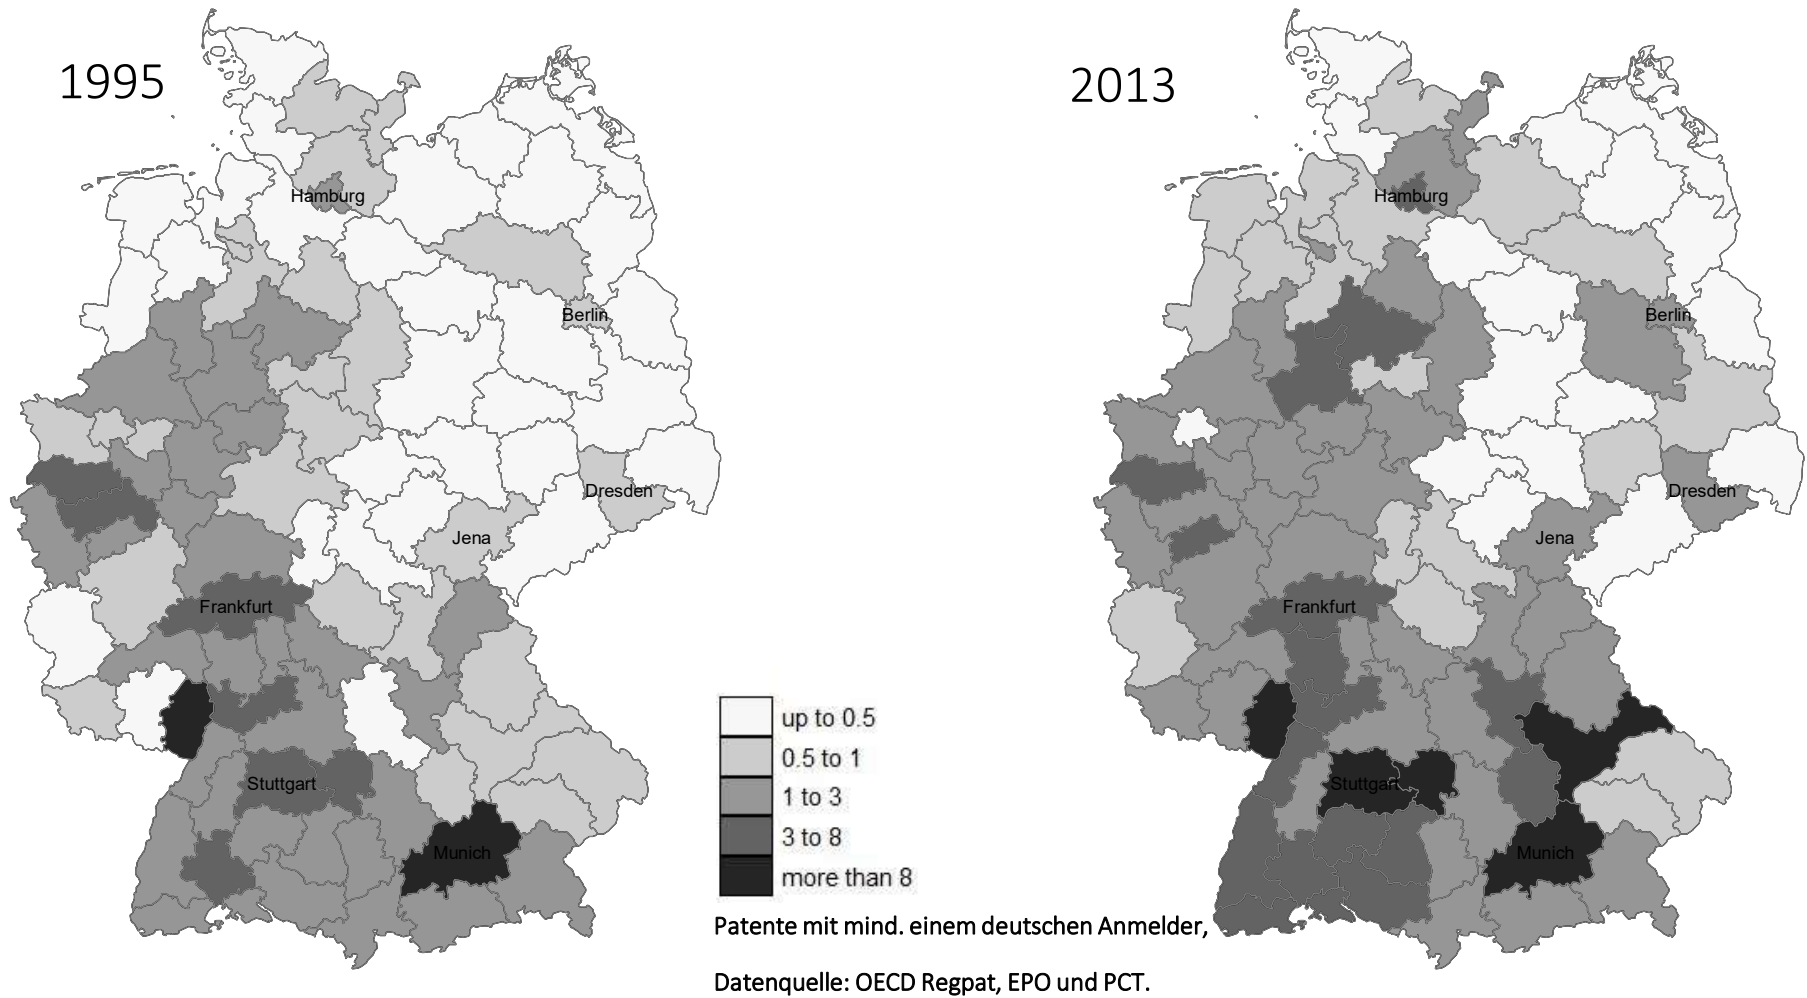 1995
2013
Hamburg
Hamburg
Berlin
Berlin
Dresden
Dresden
Jena
Jena
Frankfurt
Frankfurt
Stuttgart
Stuttgart
Munich
Munich
up to 0.5
0.5 to 1
1 to 3
3 to 8
more than 8
Patente mit mind. einem deutschen Anmelder,
Datenquelle: OECD Regpat, EPO und PCT.